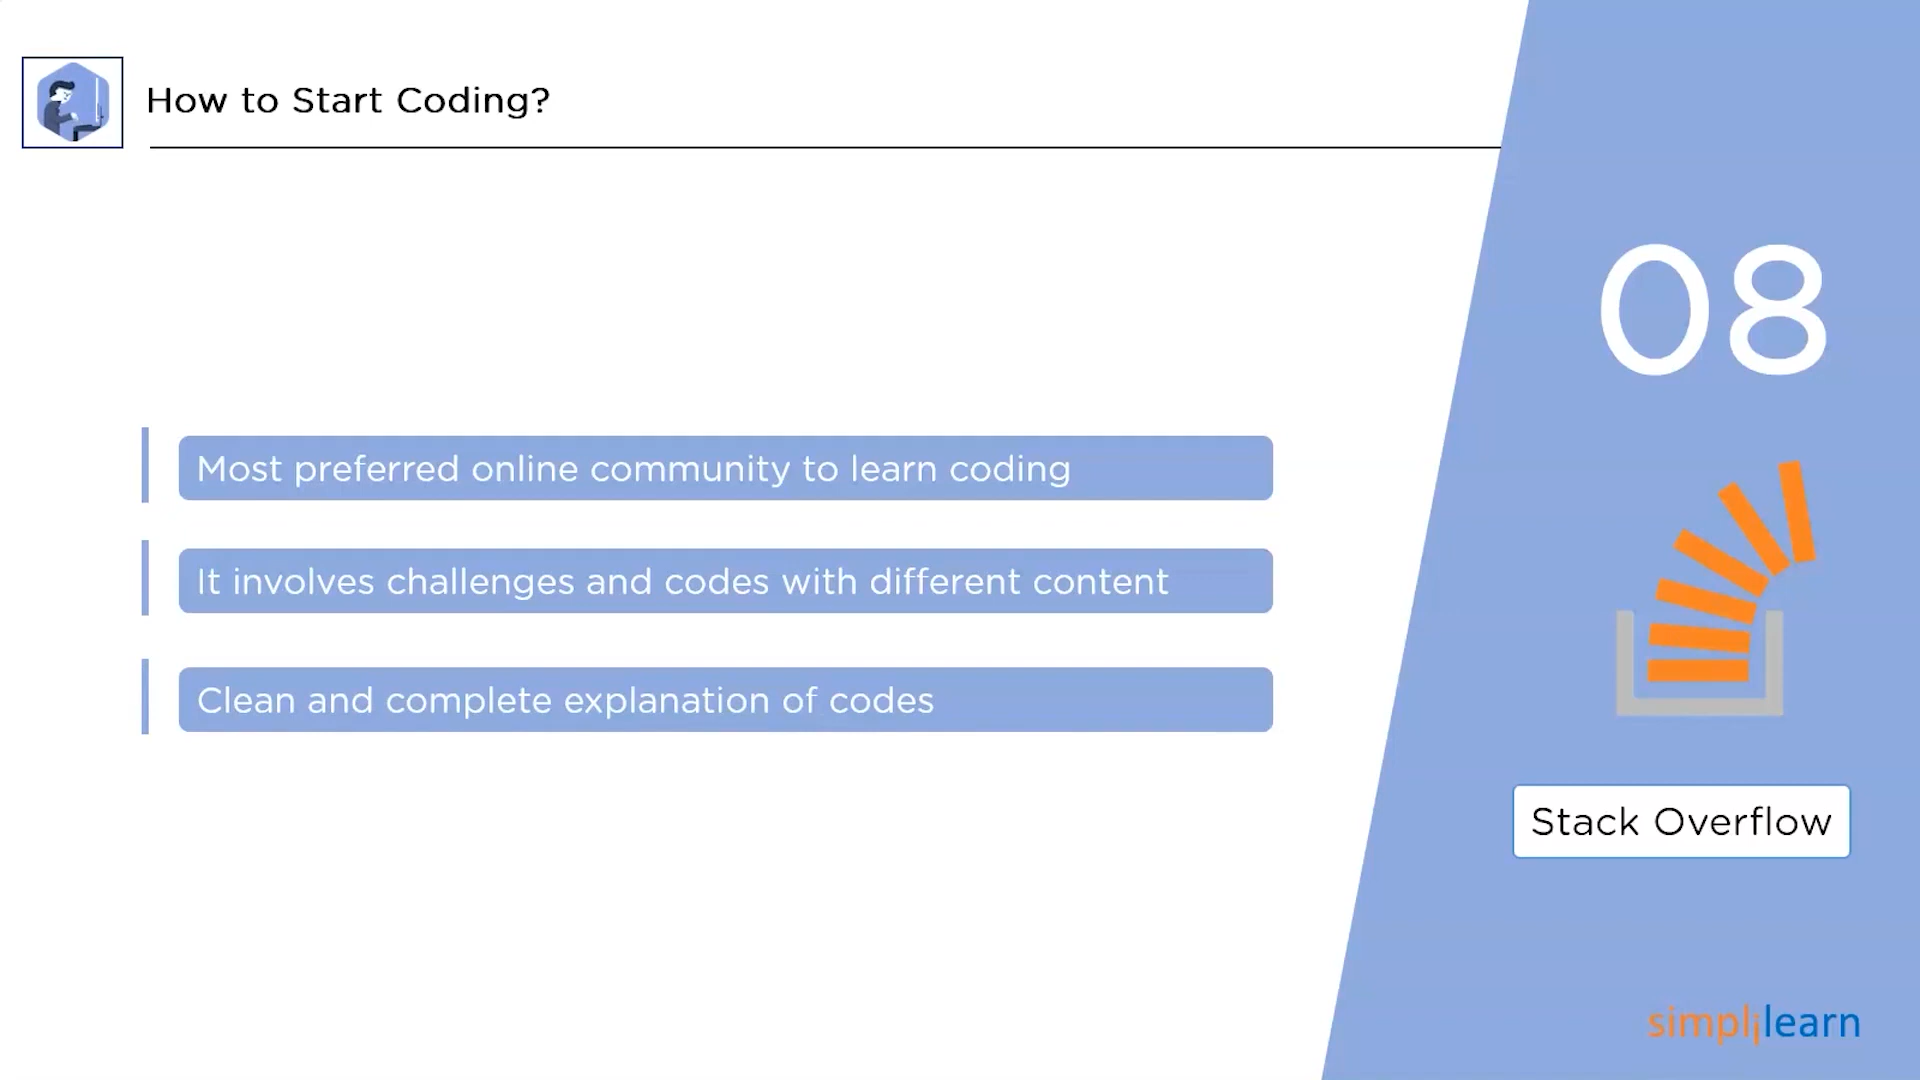 How to Start Coding?
08
Most preferred online community to learn coding
It involves challenges and codes with different content
Clean and complete explanation of codes
Stack Overflow
simplilearn